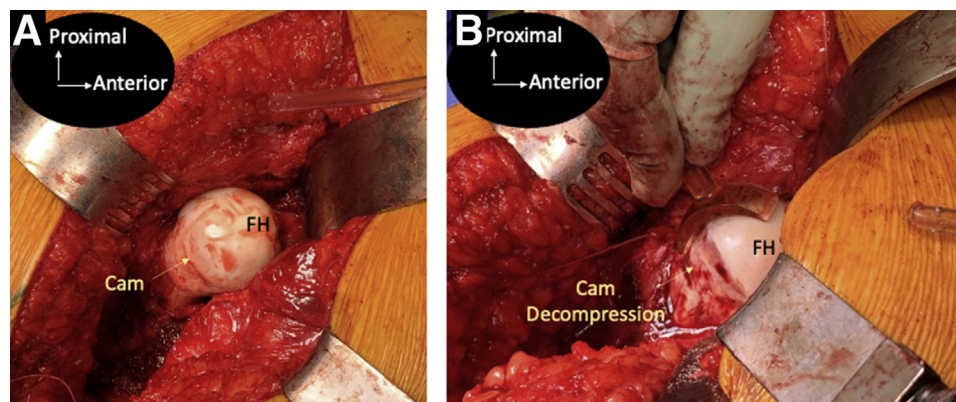 A
Proximal
Anterior
FH
Cam
B
Proximal
Anterior
FH
Cam
Decompression